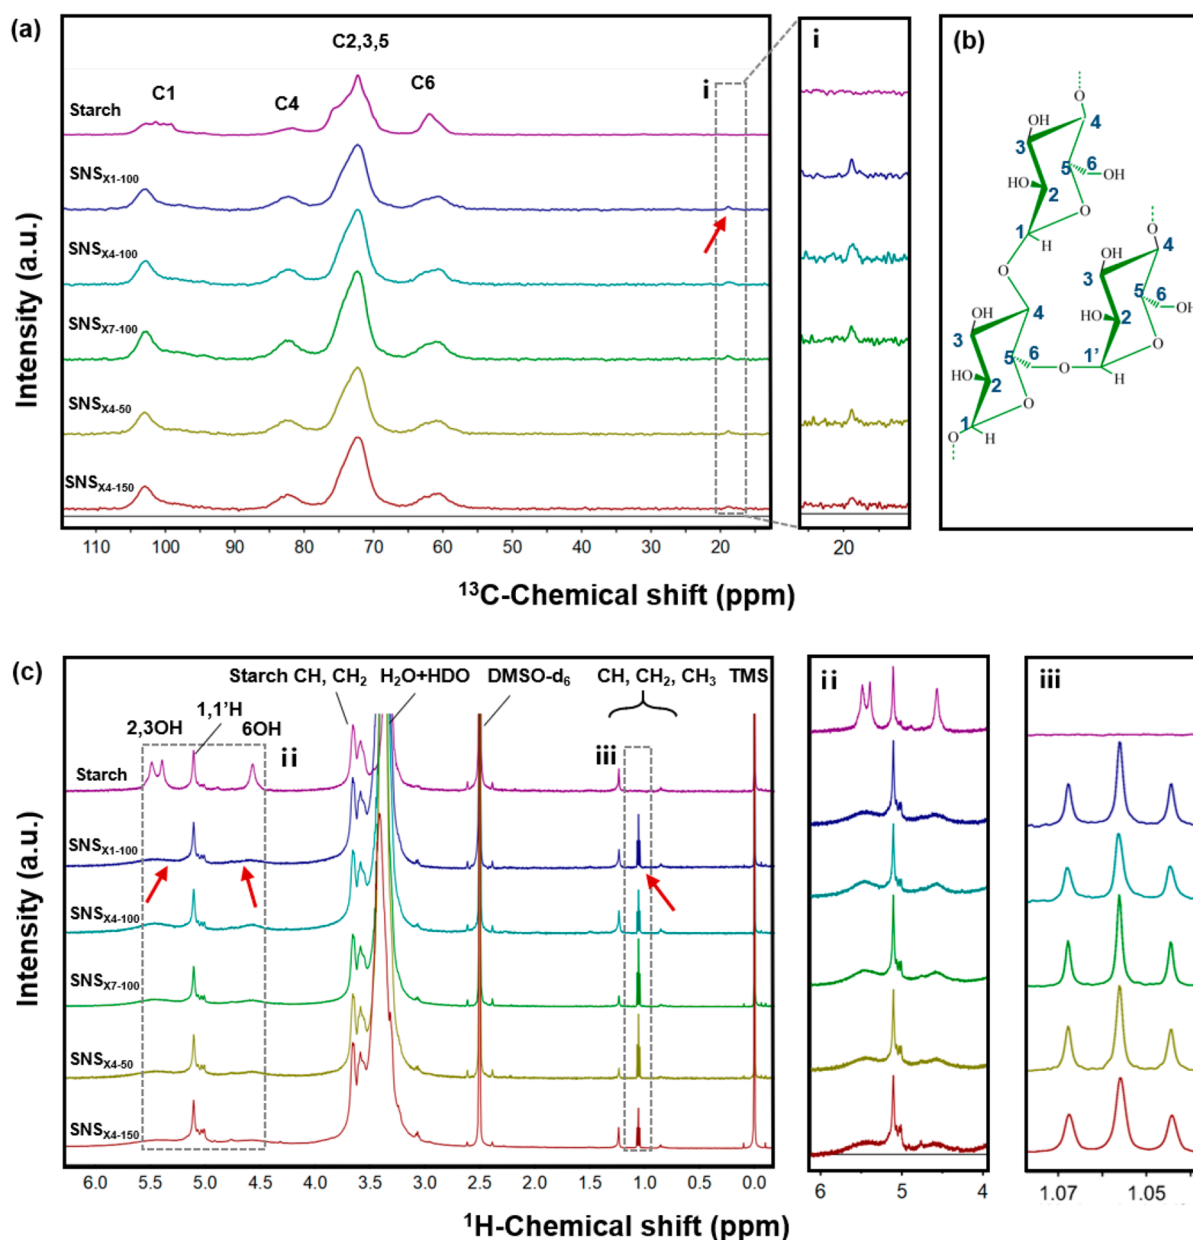 (a)
C1
C4
C2,3,5
C6
i
Starch
SNSX1-100
SNSX4-100
SNSX7-100
SNSX4-50
SNSX4-150
Intensity (a.u.)
110 100 90 80 70 60 50 40 30 20
13C-Chemical shift (ppm)
i
20
(b)
O
4
OH
3
5
6
OH
HO
2
O
1
H
O
O
4
OH
3
5
6
OH
HO
2
O
1'
H
OH
4
3
5
6
O
HO
2
O
1
H
O
(c)
Starch CH, CH2
H2O+HDO
DMSO-d6
CH, CH2, CH3
TMS
2,3OH
1,1'H
6OH
ii
iii
Starch
SNSX1-100
SNSX4-100
SNSX7-100
SNSX4-50
SNSX4-150
Intensity (a.u.)
6.0 5.5 5.0 4.5 4.0 3.5 3.0 2.5 2.0 1.5 1.0 0.5 0.0
1H-Chemical shift (ppm)
ii
6 5 4
iii
1.07 1.05